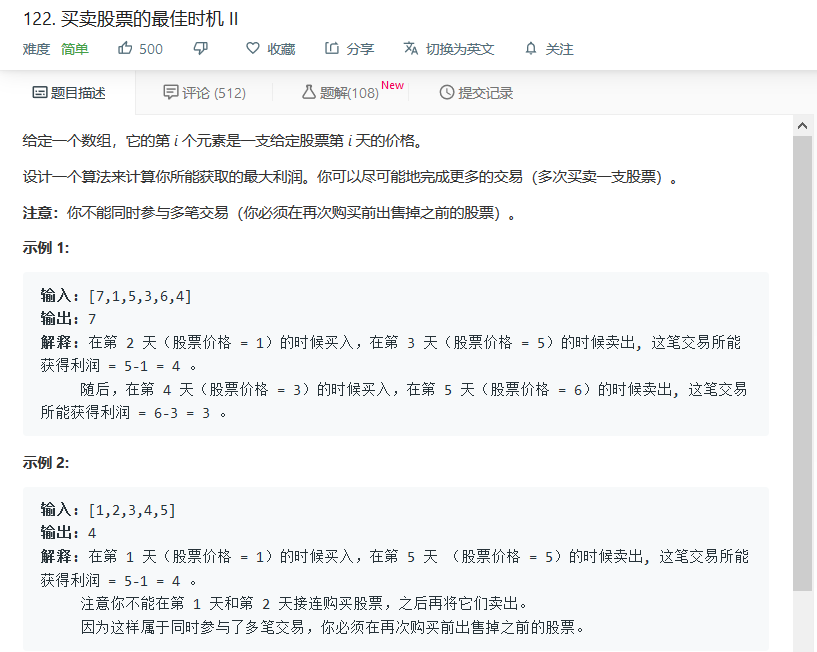 122. 买卖股票的最佳时机 II
难度 简单 500 收藏 分享 切换为英文 关注
题目描述 评论 (512) 题解(108) New 提交记录
给定一个数组，它的第 i 个元素是一支给定股票第 i 天的价格。
设计一个算法来计算你所能获取的最大利润。你可以尽可能地完成更多的交易（多次买卖一支股票）。
注意：你不能同时参与多笔交易（你必须在再次购买前出售掉之前的股票）。
示例 1:
输入: [7,1,5,3,6,4]
输出: 7
解释: 在第 2 天（股票价格 = 1）的时候买入，在第 3 天（股票价格 = 5）的时候卖出, 这笔交易所能
获得利润 = 5-1 = 4 。
随后，在第 4 天（股票价格 = 3）的时候买入，在第 5 天（股票价格 = 6）的时候卖出, 这笔交易
所能获得利润 = 6-3 = 3 。
示例 2:
输入: [1,2,3,4,5]
输出: 4
解释: 在第 1 天（股票价格 = 1）的时候买入，在第 5 天 （股票价格 = 5）的时候卖出, 这笔交易所能
获得利润 = 5-1 = 4 。
注意你不能在第 1 天和第 2 天接连购买股票，之后再将它们卖出。
因为这样属于同时参与了多笔交易，你必须在再次购买前出售掉之前的股票。